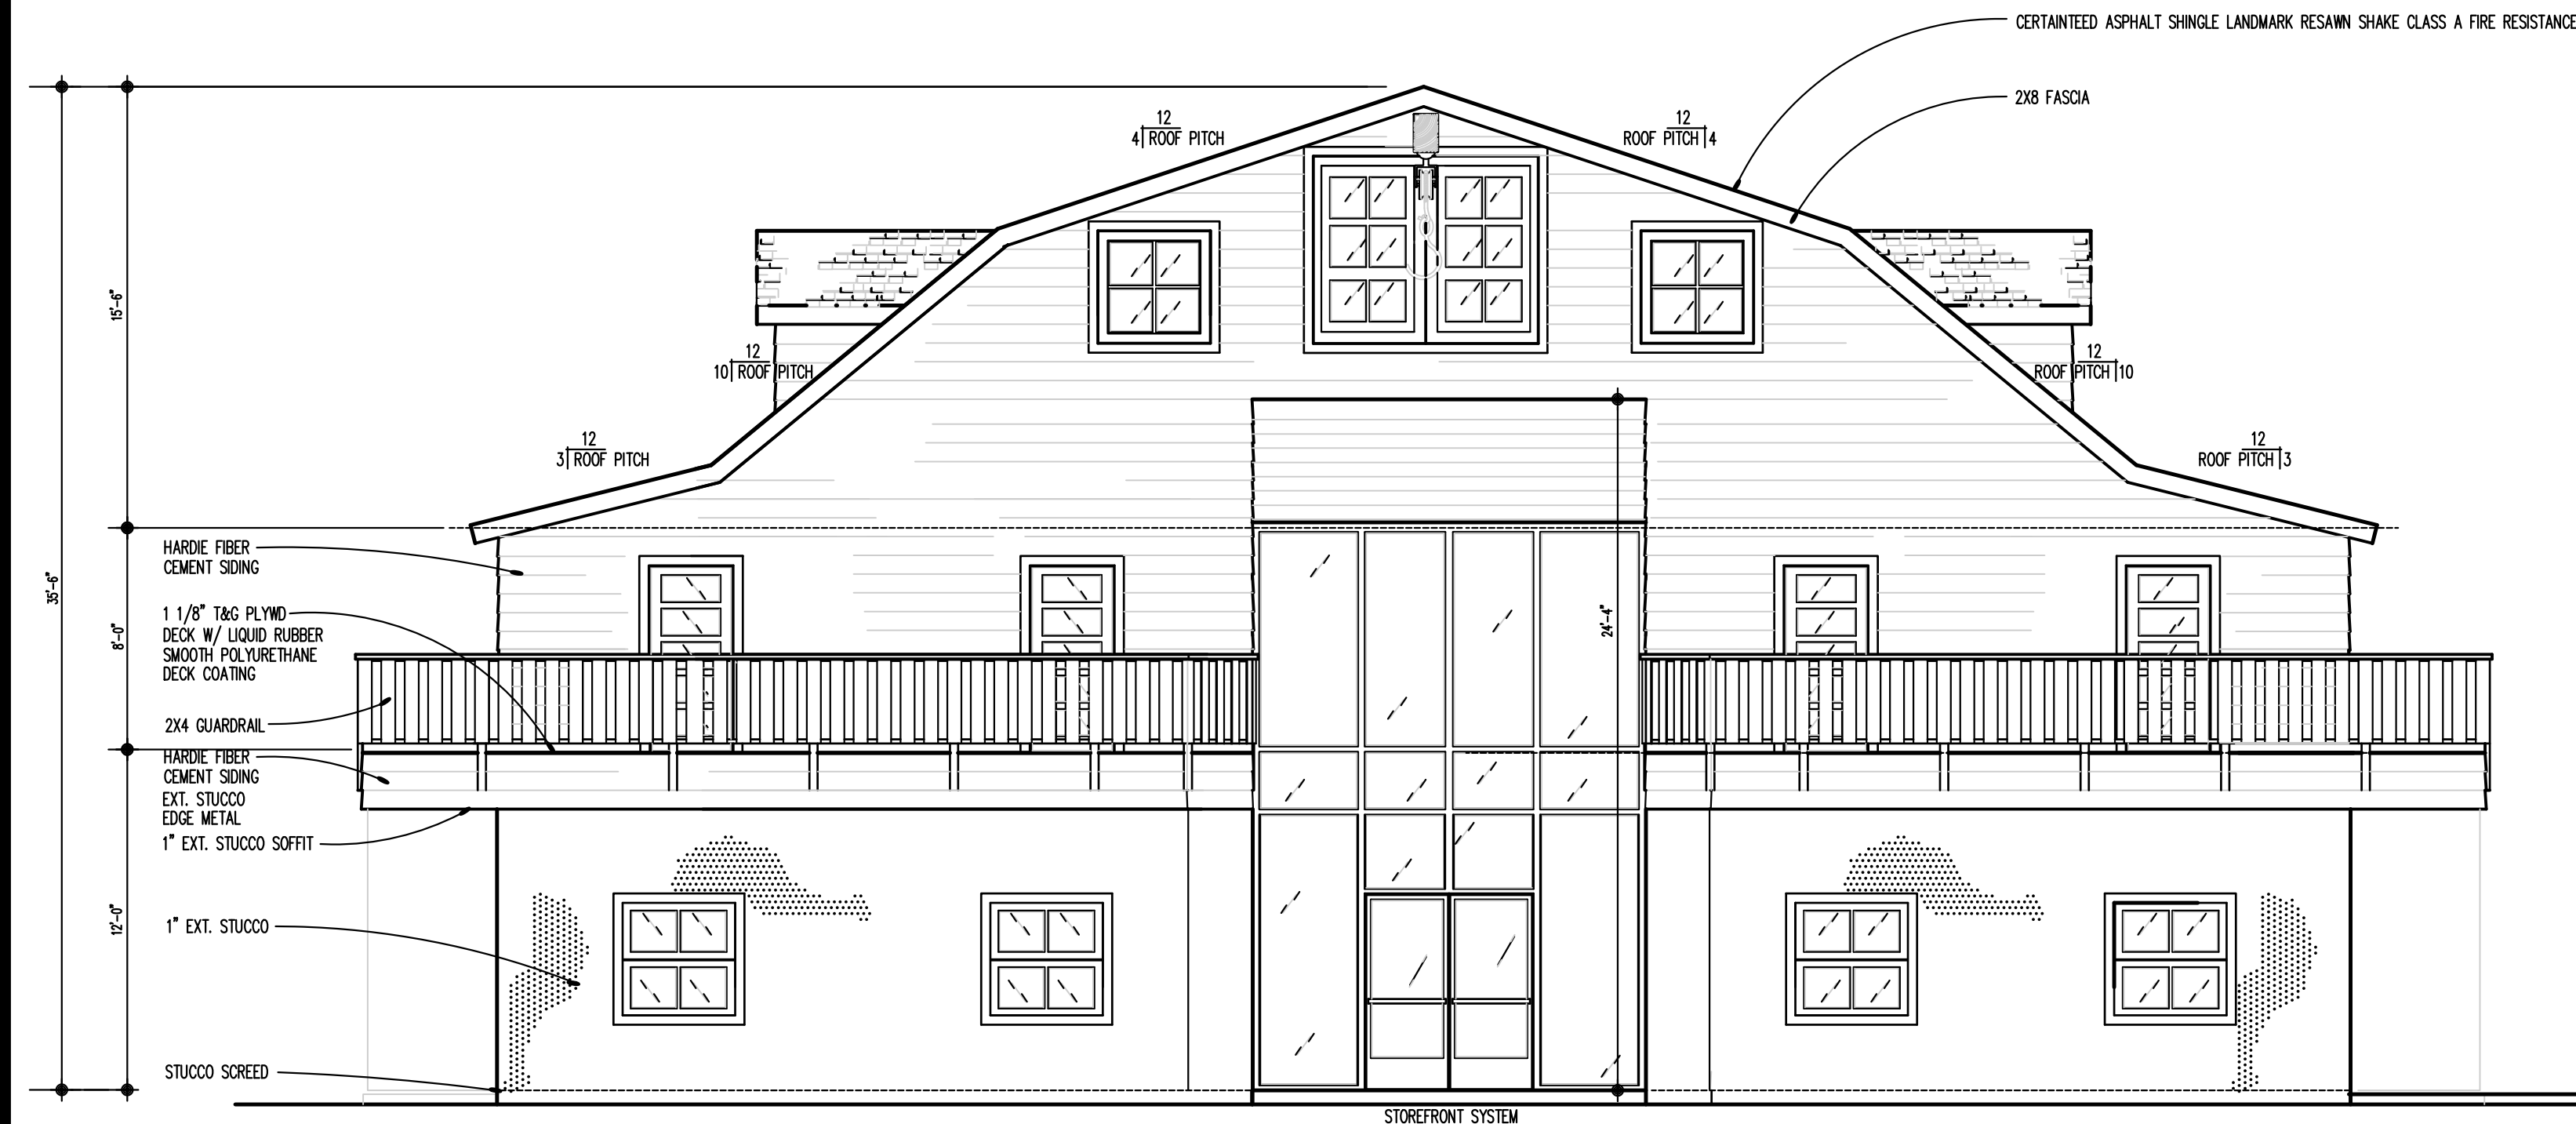 CERTAINTEED ASPHALT SHINGLE LANDMARK RESAWN SHAKE CLASS A FIRE RESISTANCE
2X8 FASCIA
12
4 ROOF PITCH
12
ROOF PITCH 4
15'-6"
12
10 ROOF PITCH
12
ROOF PITCH 10
12
3 ROOF PITCH
12
ROOF PITCH 3
35'-6"
HARDIE FIBER
CEMENT SIDING
8'-0"
1 1/8" T&G PLYWD
DECK W/ LIQUID RUBBER
SMOOTH POLYURETHANE
DECK COATING
24'-4"
2X4 GUARDRAIL
HARDIE FIBER
CEMENT SIDING
EXT. STUCCO
EDGE METAL
1" EXT. STUCCO SOFFIT
12'-0"
1" EXT. STUCCO
STUCCO SCREED
STOREFRONT SYSTEM